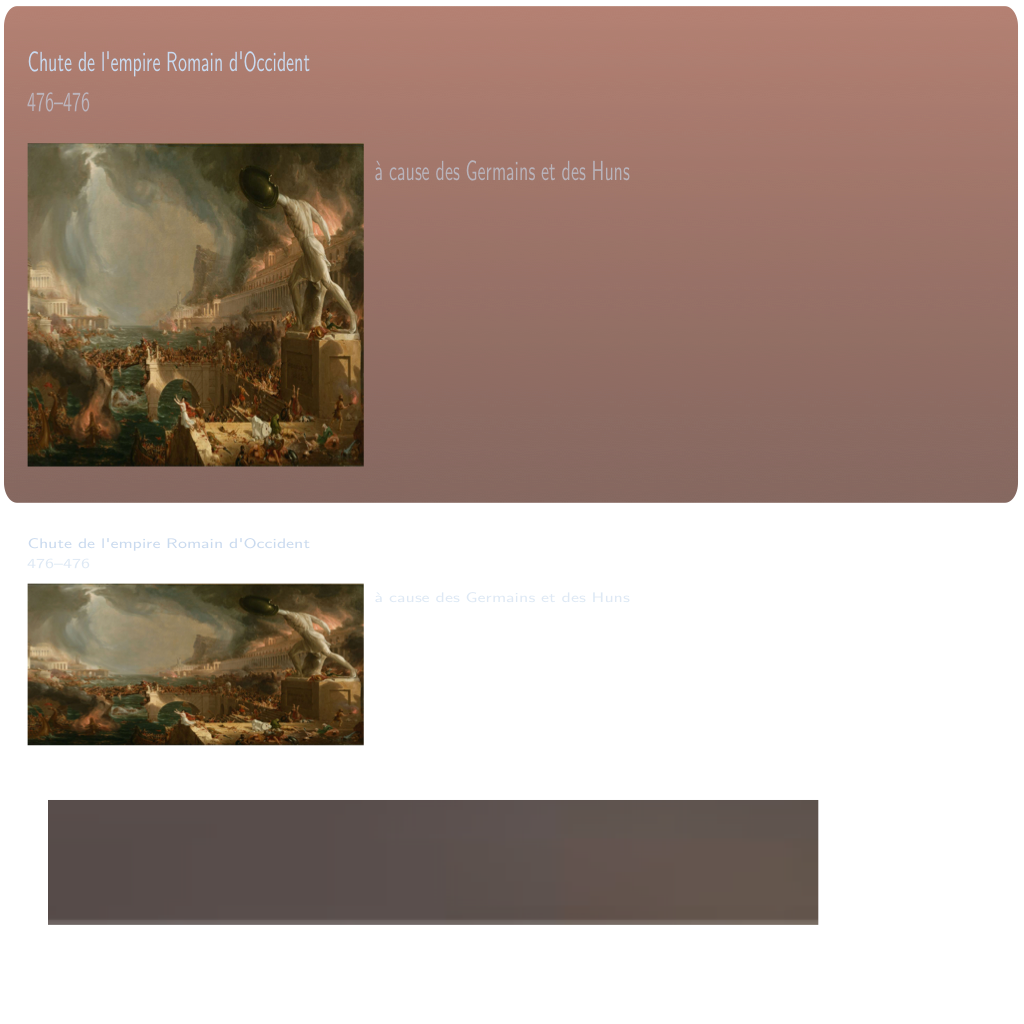 Chute de l'empire Romain d'Occident
476–476
à cause des Germains et des Huns
Chute de l'empire Romain d'Occident
476–476
à cause des Germains et des Huns